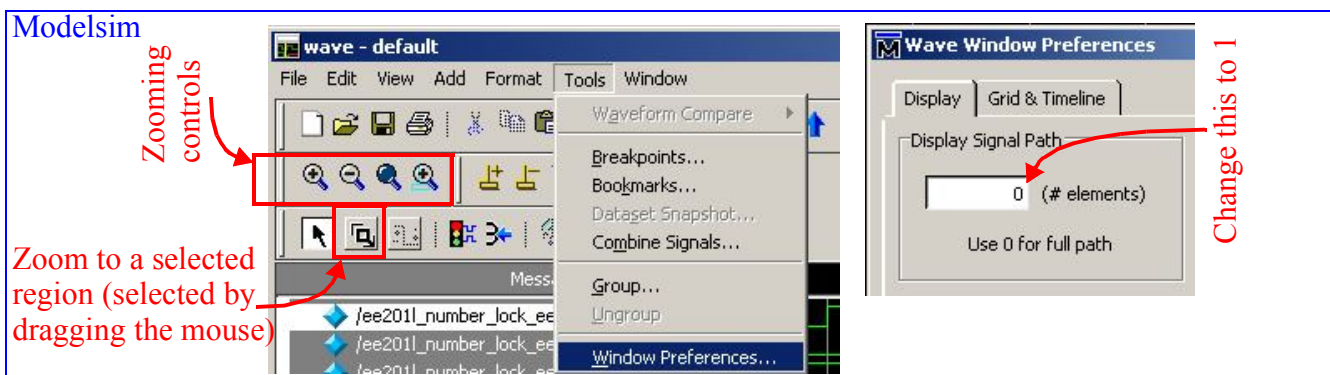 Modelsim
Zooming
controls
Zoom to a selected
region (selected by
dragging the mouse)
wave - default
File Edit View Add Format Tools Window
Waveform Compare
Breakpoints...
Bookmarks...
Dataset Snapshot...
Combine Signals...
Group...
Ungroup
Window Preferences...
/ee201l_number_lock_ee
/ee201l_number_lock_ee
/ee201l_number_lock_ee
Wave Window Preferences
Display Grid & Timeline
Display Signal Path
0 (# elements)
Use 0 for full path
Change this to 1